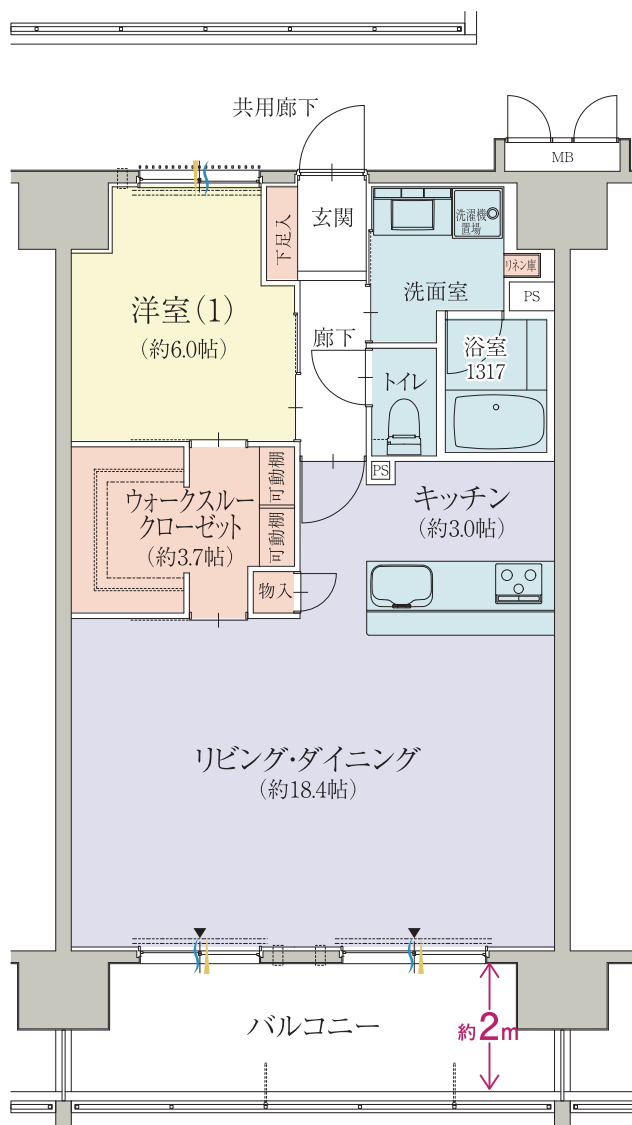 共用廊下
MB
玄関
下足入
洗濯機
置場
洋室(1)
(約6.0帖)
洗面室
リネン庫
PS
廊下
浴室
1317
トイレ
PS
可動棚
可動棚
ウォークスルー
クローゼット
(約3.7帖)
キッチン
(約3.0帖)
物入
リビング・ダイニング
(約18.4帖)
バルコニー
約2m